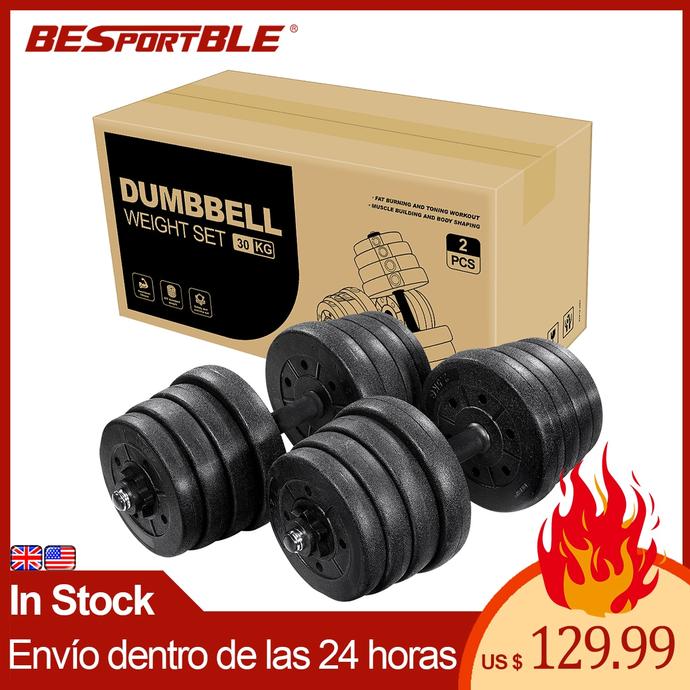 BESPORTBLE®
DUMBBELL
WEIGHT SET 30 KG
· FAT BURNING AND TONING WORKOUT
· MUSCLE BUILDING AND BODY SHAPING
2
PCS
In Stock
Envío dentro de las 24 horas
US $ 129.99